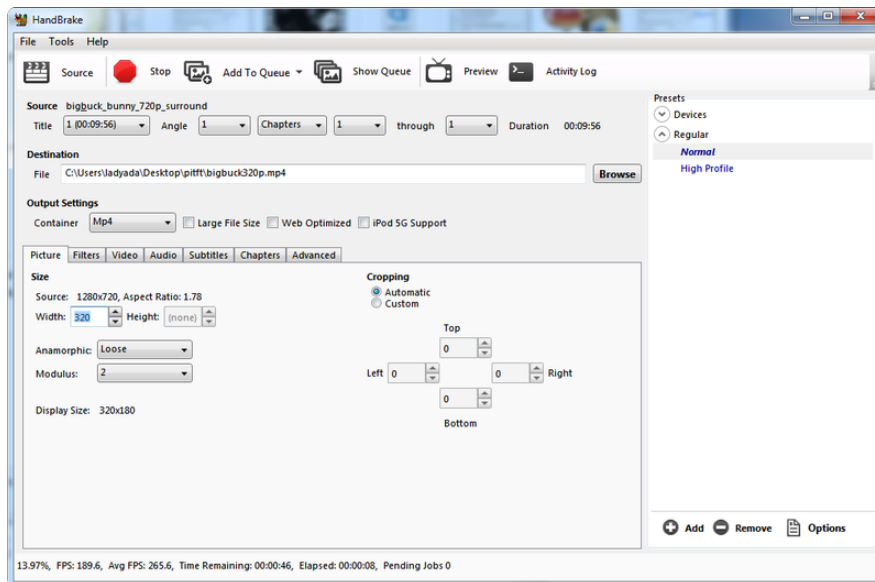 HandBrake
File Tools Help
Source Stop Add To Queue Show Queue Preview Activity Log
Source bigbuck_bunny_720p_surround
Title 1 (00:09:56) Angle 1 Chapters 1 through 1 Duration 00:09:56
Destination
File C:\Users\ladyada\Desktop\pitft\bigbuck320p.mp4 Browse
Output Settings
Container Mp4 Large File Size Web Optimized iPod 5G Support
Picture Filters Video Audio Subtitles Chapters Advanced
Size
Source: 1280x720, Aspect Ratio: 1.78
Width: 320 Height: (none)
Anamorphic: Loose
Modulus: 2
Display Size: 320x180
Cropping
Automatic
Custom
Top
0
Left 0 0 Right
0
Bottom
Presets
Devices
Regular
Normal
High Profile
Add Remove Options
13.97%, FPS: 189.6, Avg FPS: 265.6, Time Remaining: 00:00:46, Elapsed: 00:00:08, Pending Jobs 0